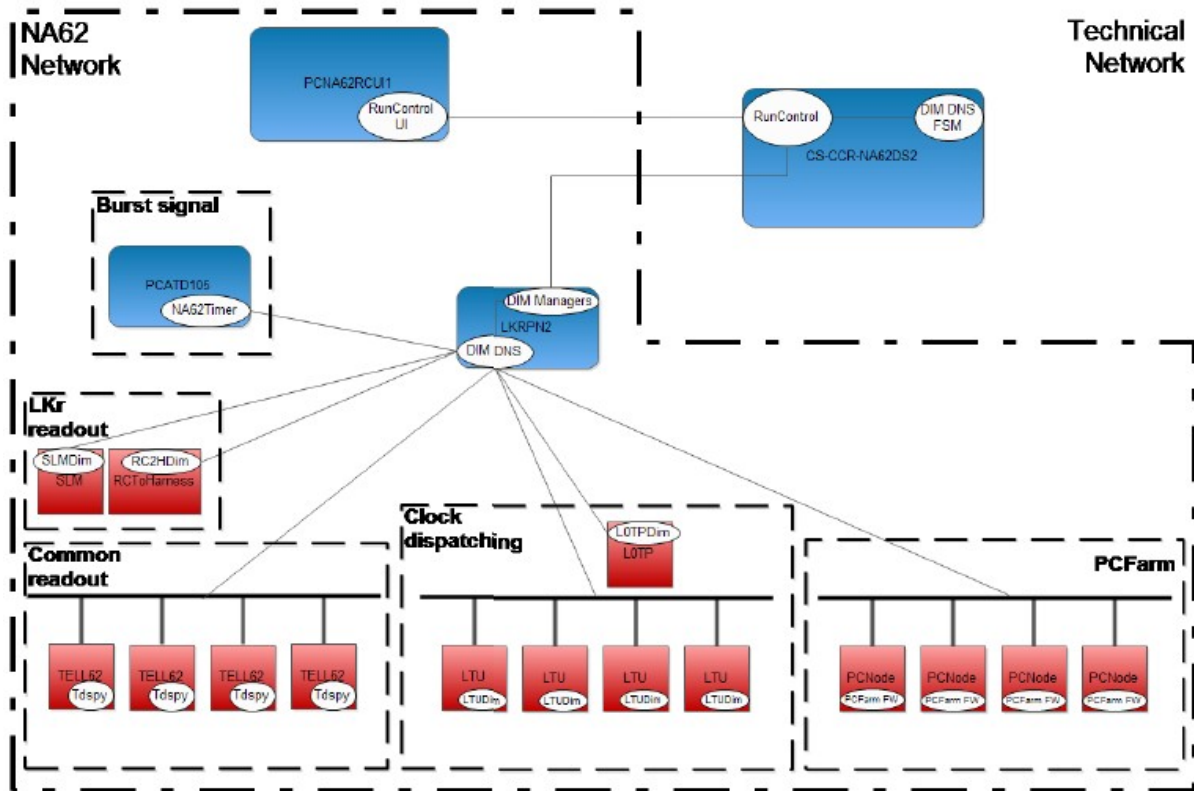 NA62
Network
Technical
Network
PCNA62RCUI1
RunControl
UI
RunControl
DIM DNS
FSM
CS-CCR-NA62DS2
Burst signal
PCATD105
NA62Timer
DIM Managers
LKRPN2
DIM DNS
LKr
readout
SLMDim
SLM
RC2HDim
RCToHarness
Clock
dispatching
L0TPDim
L0TP
Common
readout
PCFarm
TELL62
Tdspy
TELL62
Tdspy
TELL62
Tdspy
TELL62
Tdspy
LTU
LTUDim
LTU
LTUDim
LTU
LTUDim
LTU
LTUDim
PCNode
PCFarm FW
PCNode
PCFarm FW
PCNode
PCFarm FW
PCNode
PCFarm FW